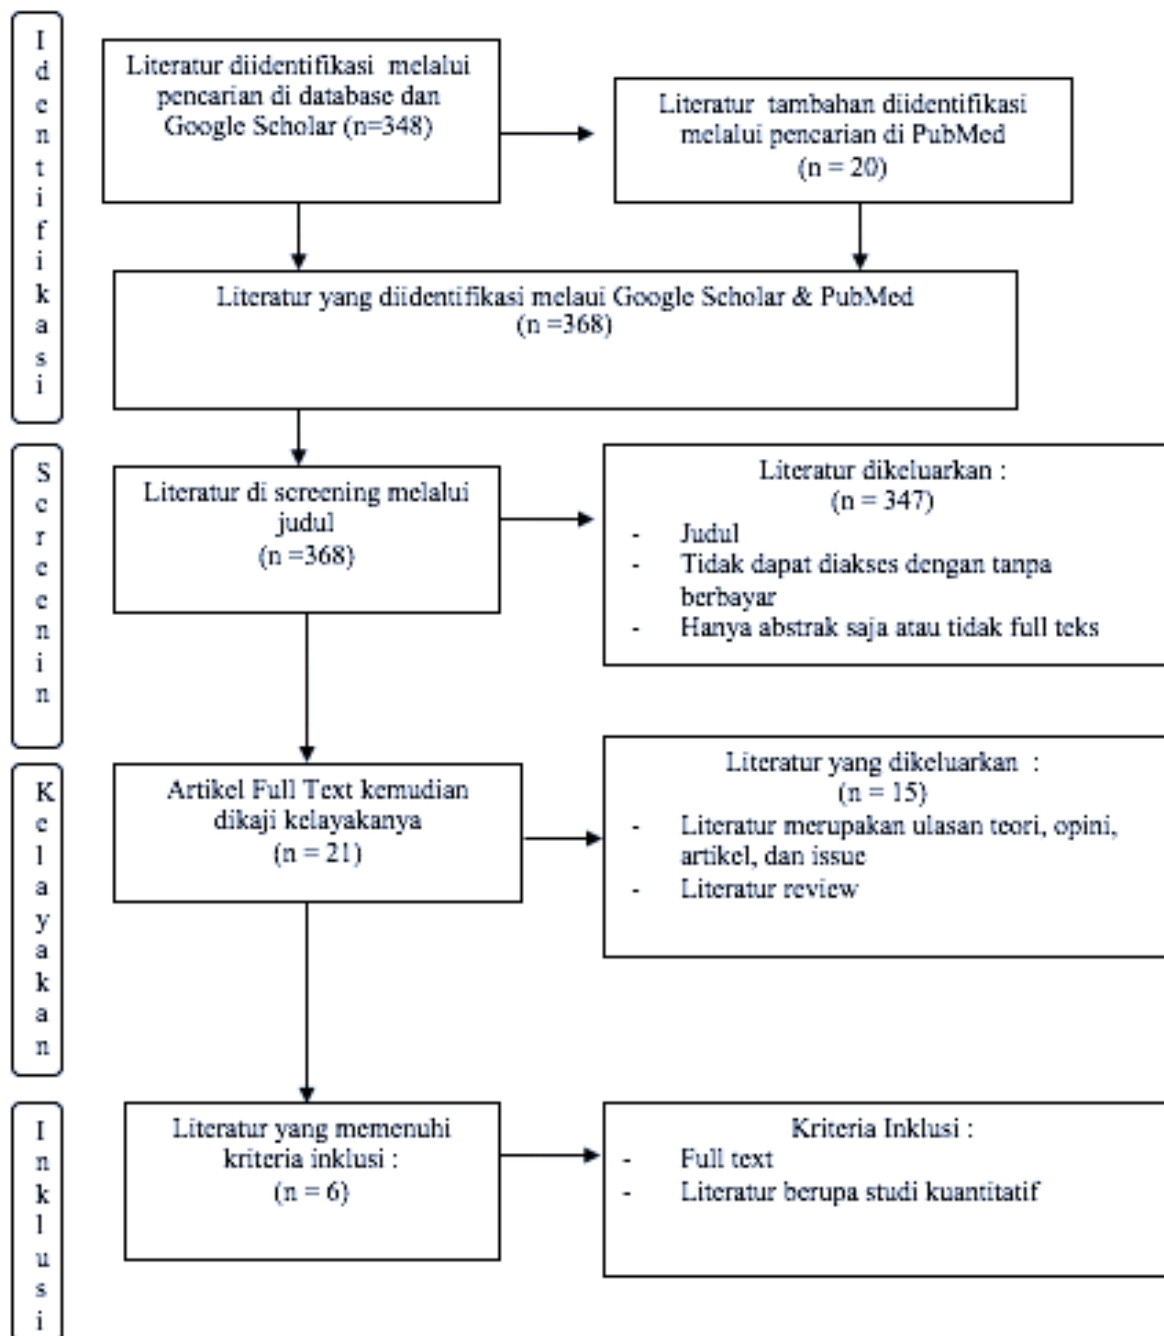 Identifikasi
Literatur diidentifikasi melalui
pencarian di database dan
Google Scholar (n=348)
Literatur tambahan diidentifikasi
melalui pencarian di PubMed
(n = 20)
Literatur yang diidentifikasi melaui Google Scholar & PubMed
(n =368)
Screenin
Literatur di screening melalui
judul
(n =368)
Literatur dikeluarkan :
(n = 347)
- Judul
- Tidak dapat diakses dengan tanpa
berbayar
- Hanya abstrak saja atau tidak full teks
Kelayakan
Artikel Full Text kemudian
dikaji kelayakanya
(n = 21)
Literatur yang dikeluarkan :
(n = 15)
- Literatur merupakan ulasan teori, opini,
artikel, dan issue
- Literatur review
Inklusi
Literatur yang memenuhi
kriteria inklusi :
(n = 6)
Kriteria Inklusi :
- Full text
- Literatur berupa studi kuantitatif